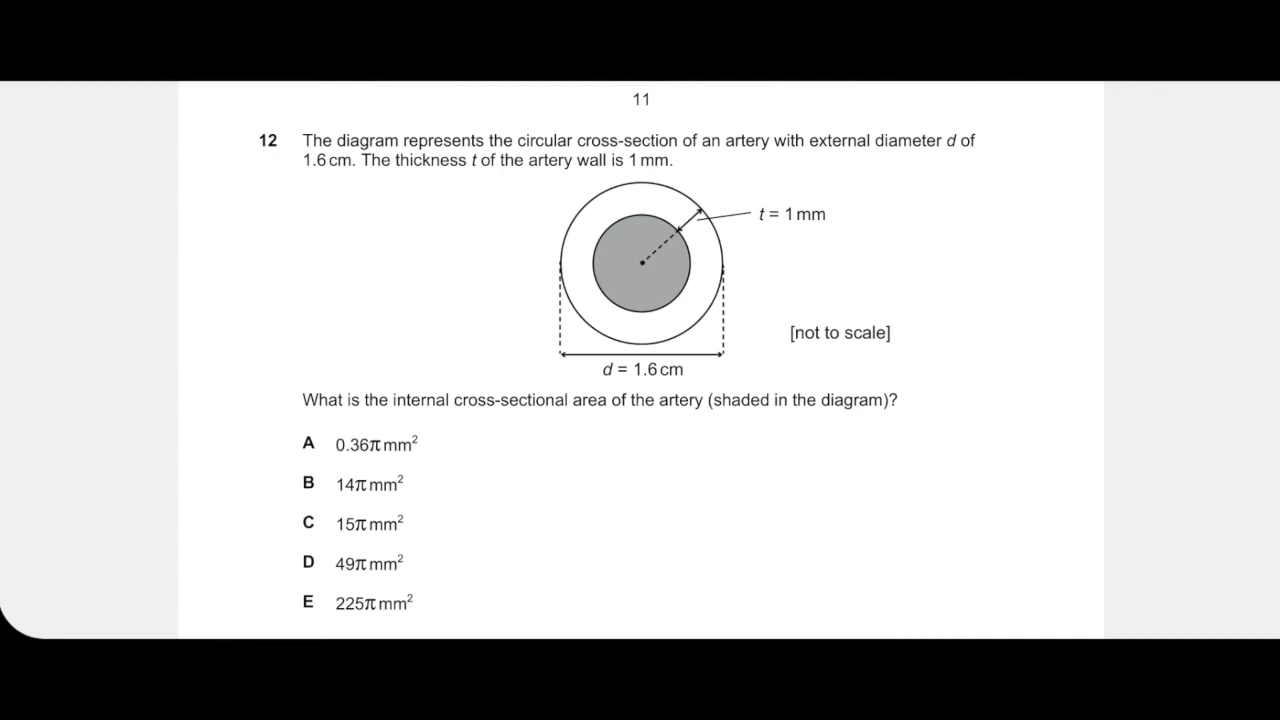 11
12 The diagram represents the circular cross-section of an artery with external diameter d of
1.6 cm. The thickness t of the artery wall is 1 mm.
t = 1 mm
[not to scale]
d = 1.6 cm
What is the internal cross-sectional area of the artery (shaded in the diagram)?
A 0.36π mm²
B 14π mm²
C 15π mm²
D 49π mm²
E 225π mm²